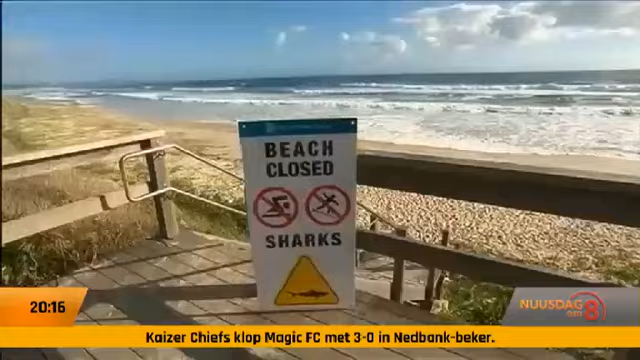 BEACH
CLOSED
SHARKS
20:16
NUUSDAG
om 8
Kaizer Chiefs klop Magic FC met 3-0 in Nedbank-beker.